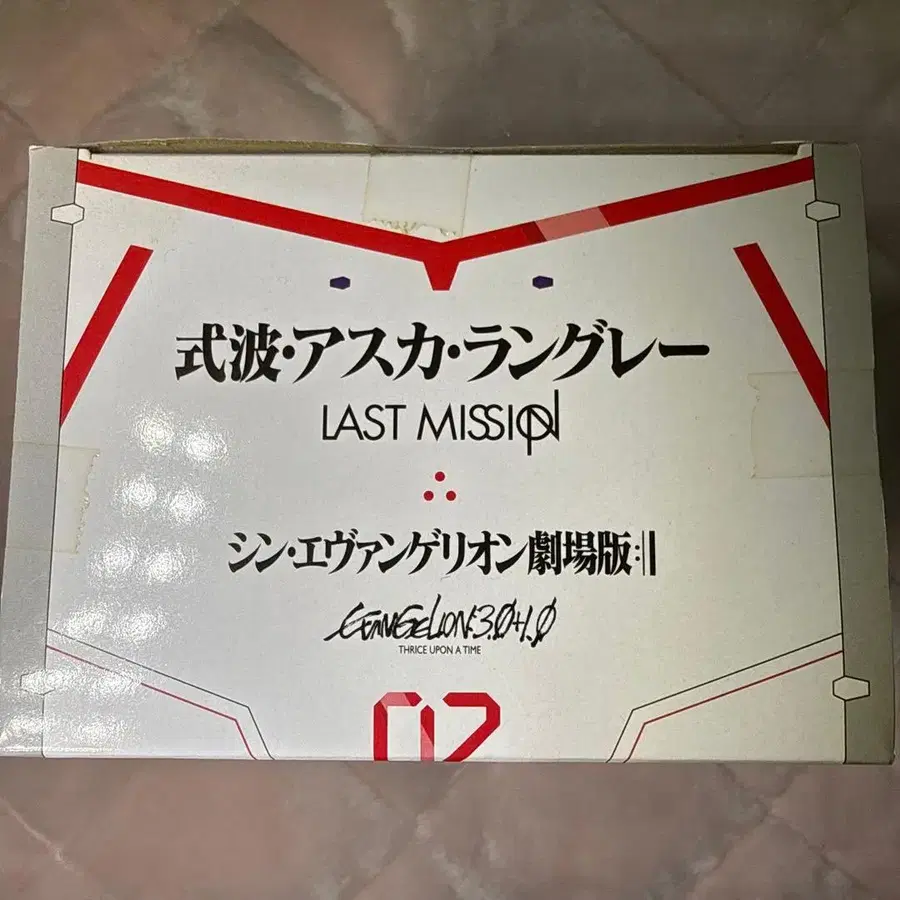 式波・アスカ・ラングレー
LAST MISSION
シン・エヴァンゲリオン劇場版:||
EVANGELION:3.0+1.0
THRICE UPON A TIME
02